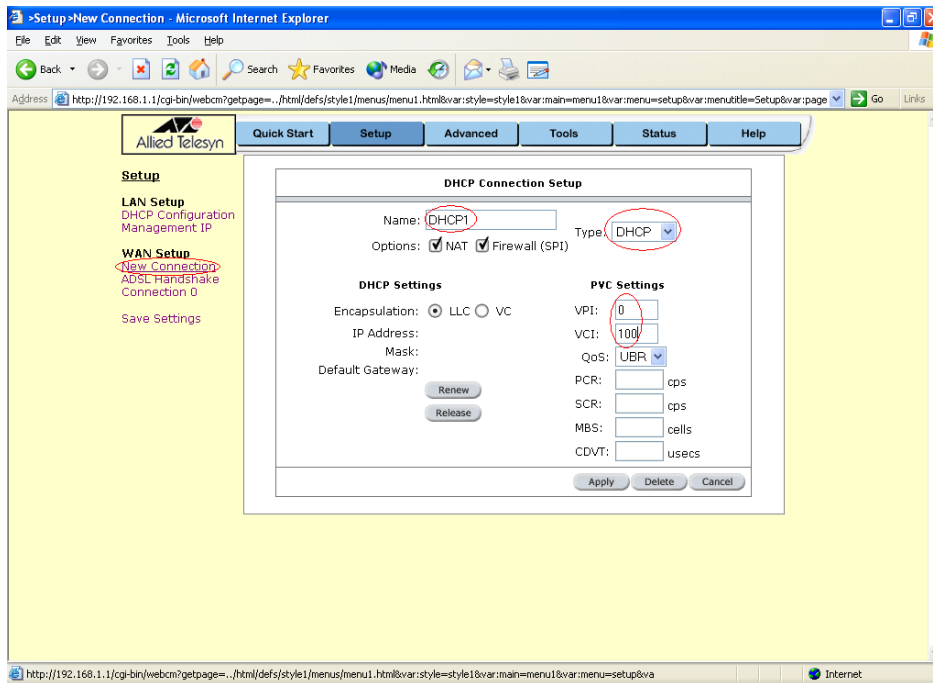 >Setup>New Connection - Microsoft Internet Explorer
File Edit View Favorites Tools Help
Back Search Favorites Media
Address http://192.168.1.1/cgi-bin/webcm?getpage=../html/defs/style1/menus/menu1.html&var:style=style1&var:main=menu1&var:menu=setup&var:menutitle=Setup&var:page Go Links
Allied Telesyn
Quick Start Setup Advanced Tools Status Help
Setup
LAN Setup
DHCP Configuration
Management IP
WAN Setup
New Connection
ADSL Handshake
Connection 0
Save Settings
DHCP Connection Setup
Name: DHCP1
Type: DHCP
Options: NAT Firewall (SPI)
DHCP Settings
Encapsulation: LLC VC
IP Address:
Mask:
Default Gateway:
Renew
Release
PVC Settings
VPI: 0
VCI: 100
QoS: UBR
PCR: cps
SCR: cps
MBS: cells
CDVT: usecs
Apply Delete Cancel
http://192.168.1.1/cgi-bin/webcm?getpage=../html/defs/style1/menus/menu1.html&var:style=style1&var:main=menu1&var:menu=setup&va Internet